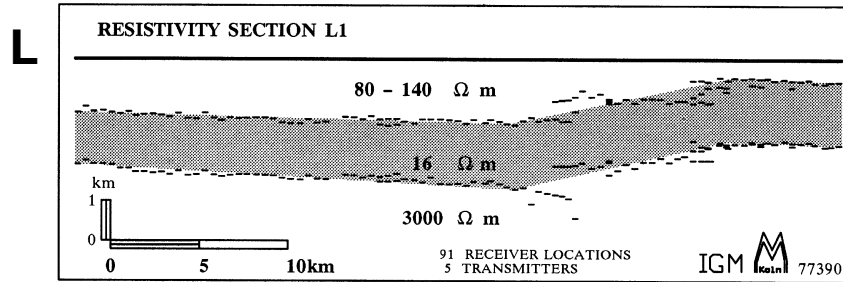 L
RESISTIVITY SECTION L1
80 – 140 Ω m
16 Ω m
km
1
0
3000 Ω m
0 5 10km
91 RECEIVER LOCATIONS
5 TRANSMITTERS
IGM
Köln
77390